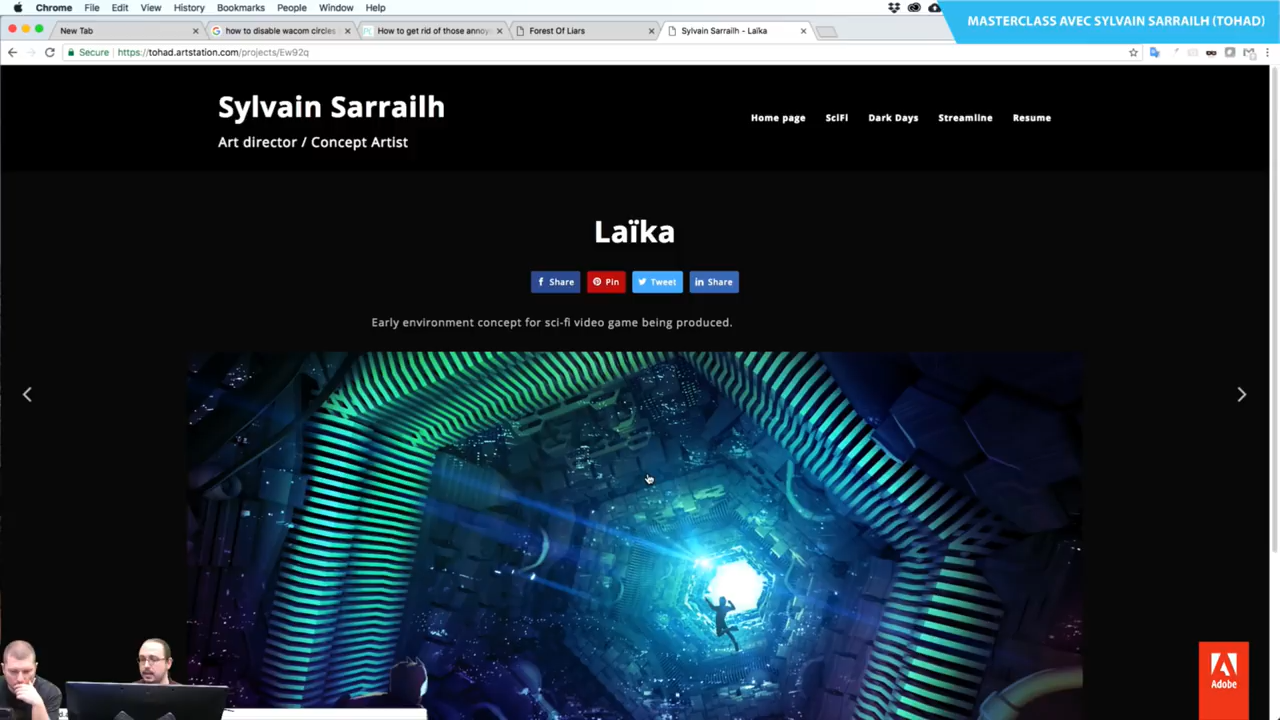 Chrome File Edit View History Bookmarks People Window Help
MASTERCLASS AVEC SYLVAIN SARRAILH (TOHAD)
New Tab
how to disable wacom circles
How to get rid of those annoy
Forest Of Liars
Sylvain Sarrailh - Laïka
Secure https://tohad.artstation.com/projects/Ew92q
Sylvain Sarrailh
Art director / Concept Artist
Home page SciFi Dark Days Streamline Resume
Laïka
Share Pin Tweet Share
Early environment concept for sci-fi video game being produced.
Adobe